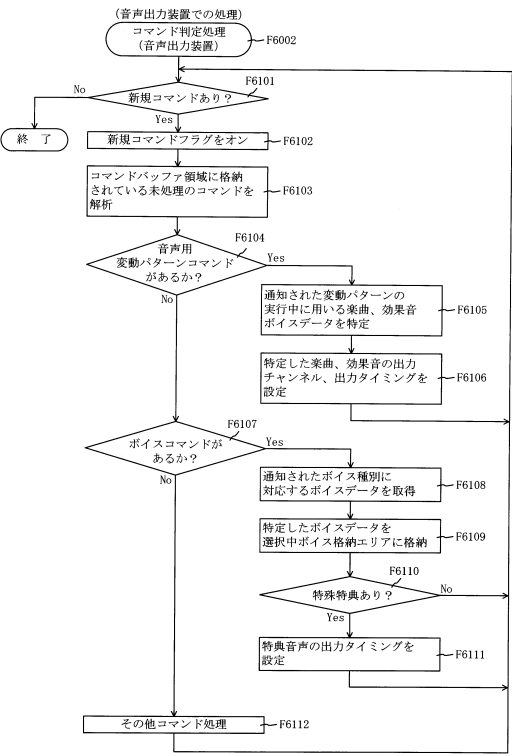 （音声出力装置での処理）
コマンド判定処理
（音声出力装置）
F6002
F6101
新規コマンドあり？
No
Yes
終 了
新規コマンドフラグをオン
F6102
コマンドバッファ領域に格納
されている未処理のコマンドを
解析
F6103
F6104
音声用
変動パターンコマンド
があるか？
Yes
No
通知された変動パターンの
実行中に用いる楽曲、効果音
ボイスデータを特定
F6105
特定した楽曲、効果音の出力
チャンネル、出力タイミングを
設定
F6106
F6107
ボイスコマンドが
あるか？
Yes
No
通知されたボイス種別に
対応するボイスデータを取得
F6108
特定したボイスデータを
選択中ボイス格納エリアに格納
F6109
F6110
特殊特典あり？
No
Yes
特典音声の出力タイミングを
設定
F6111
その他コマンド処理
F6112